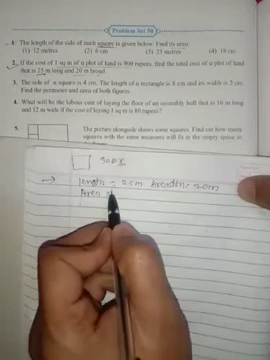 Problem Set 50
1. The length of the side of each square is given below. Find its area.
(1) 12 metres (2) 6 cm (3) 25 metres (4) 18 cm
2. If the cost of 1 sq m of a plot of land is 900 rupees, find the total cost of a plot of land
that is 25 m long and 20 m broad.
3. The side of a square is 4 cm. The length of a rectangle is 8 cm and its width is 2 cm.
Find the perimeter and area of both figures.
4. What will be the labour cost of laying the floor of an assembly hall that is 16 m long
and 12 m wide if the cost of laying 1 sq m is 80 rupees?
5. The picture alongside shows some squares. Find out how many
squares with the same measures will fit in the empty space in
900
length = 25m breadth = 20m
Area